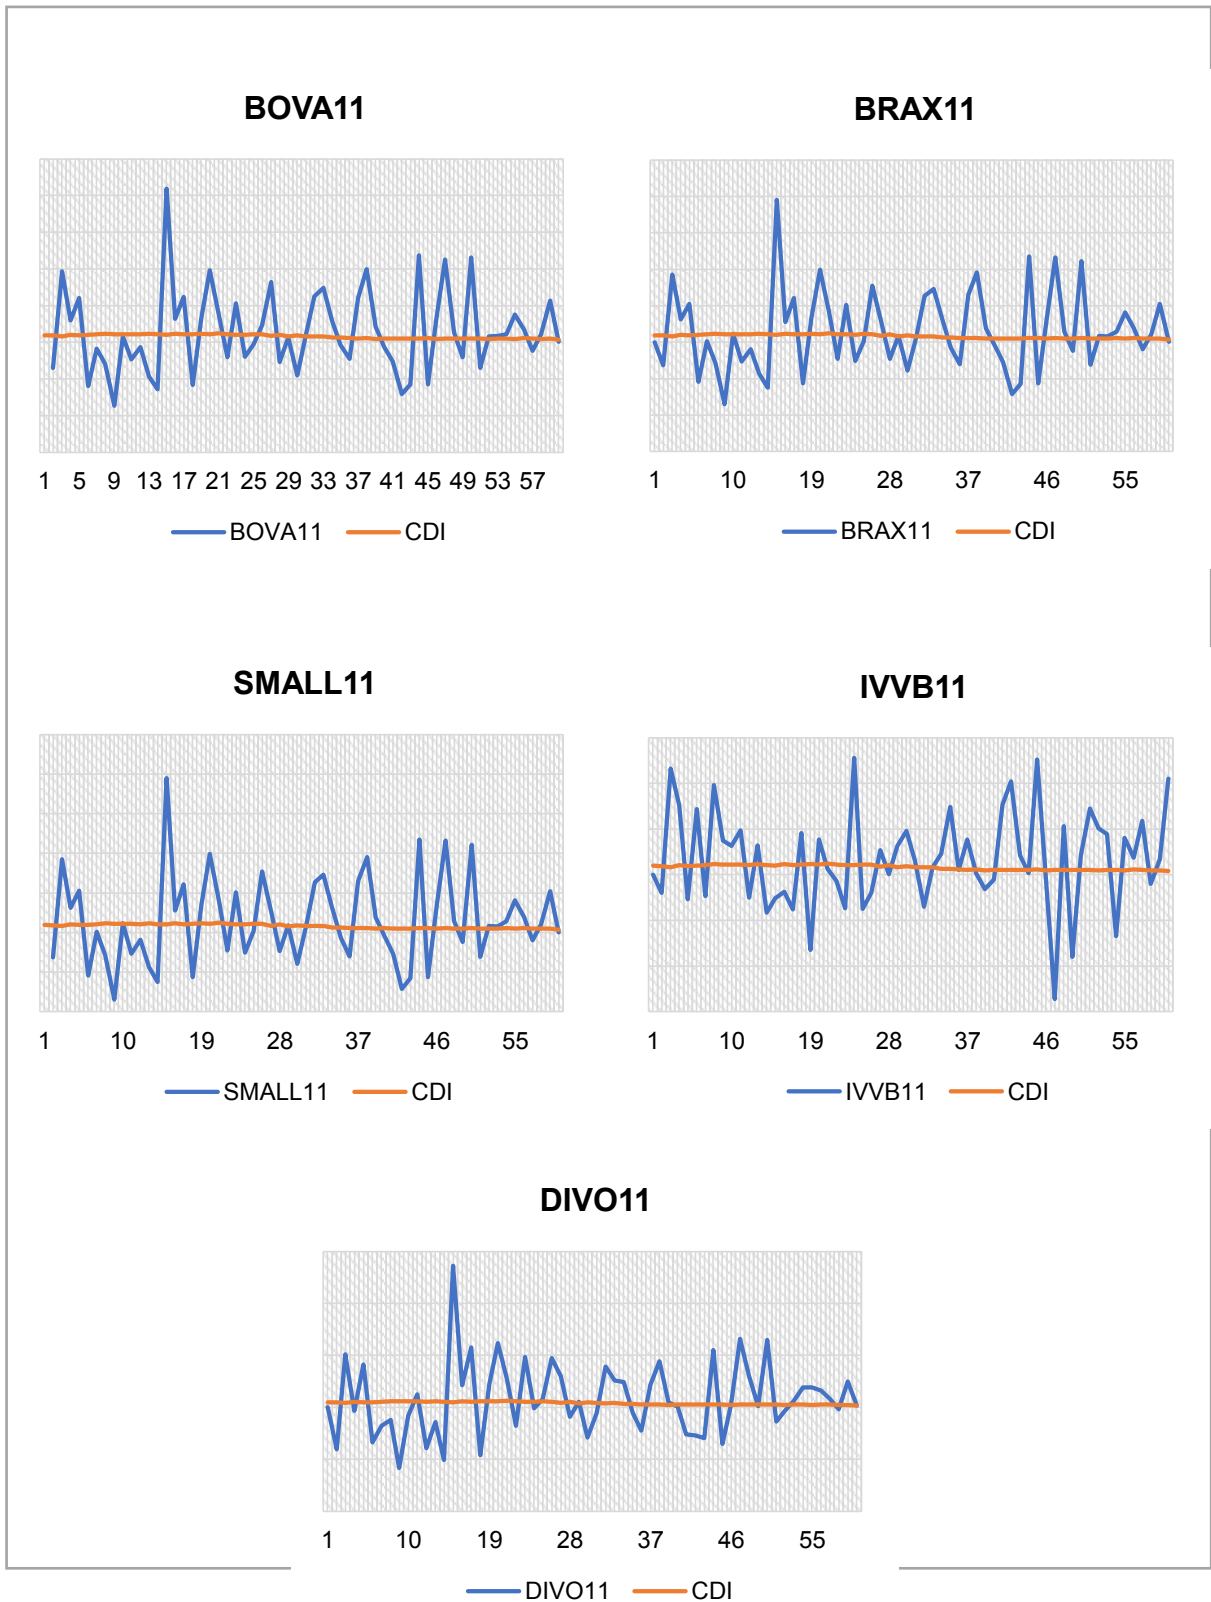 BOVA11
1 5 9 13 17 21 25 29 33 37 41 45 49 53 57
BOVA11 CDI
BRAX11
1 10 19 28 37 46 55
BRAX11 CDI
SMALL11
1 10 19 28 37 46 55
SMALL11 CDI
IVVB11
1 10 19 28 37 46 55
IVVB11 CDI
DIVO11
1 10 19 28 37 46 55
DIVO11 CDI